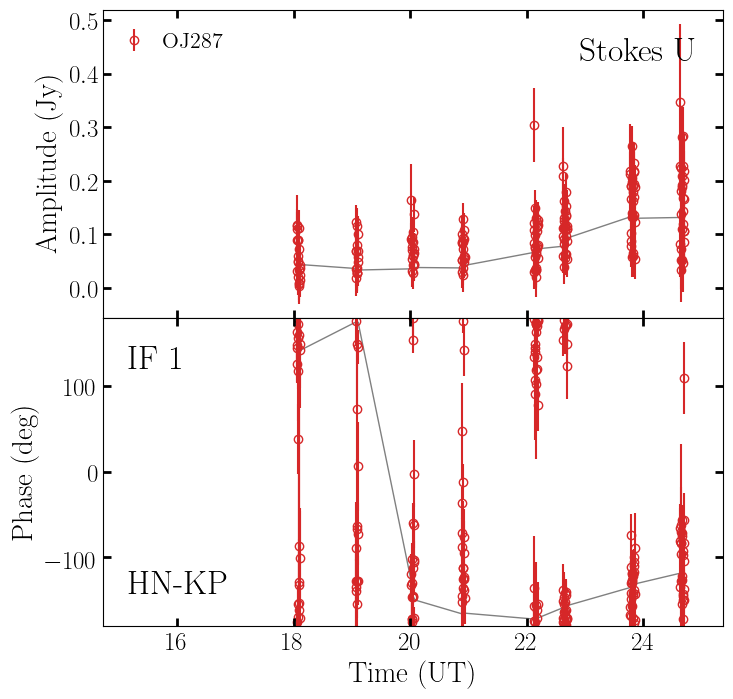 0.5
OJ287
Stokes U
0.4
0.3
0.2
0.1
0.0
Amplitude (Jy)
IF 1
100
0
−100
Phase (deg)
HN-KP
16 18 20 22 24
Time (UT)